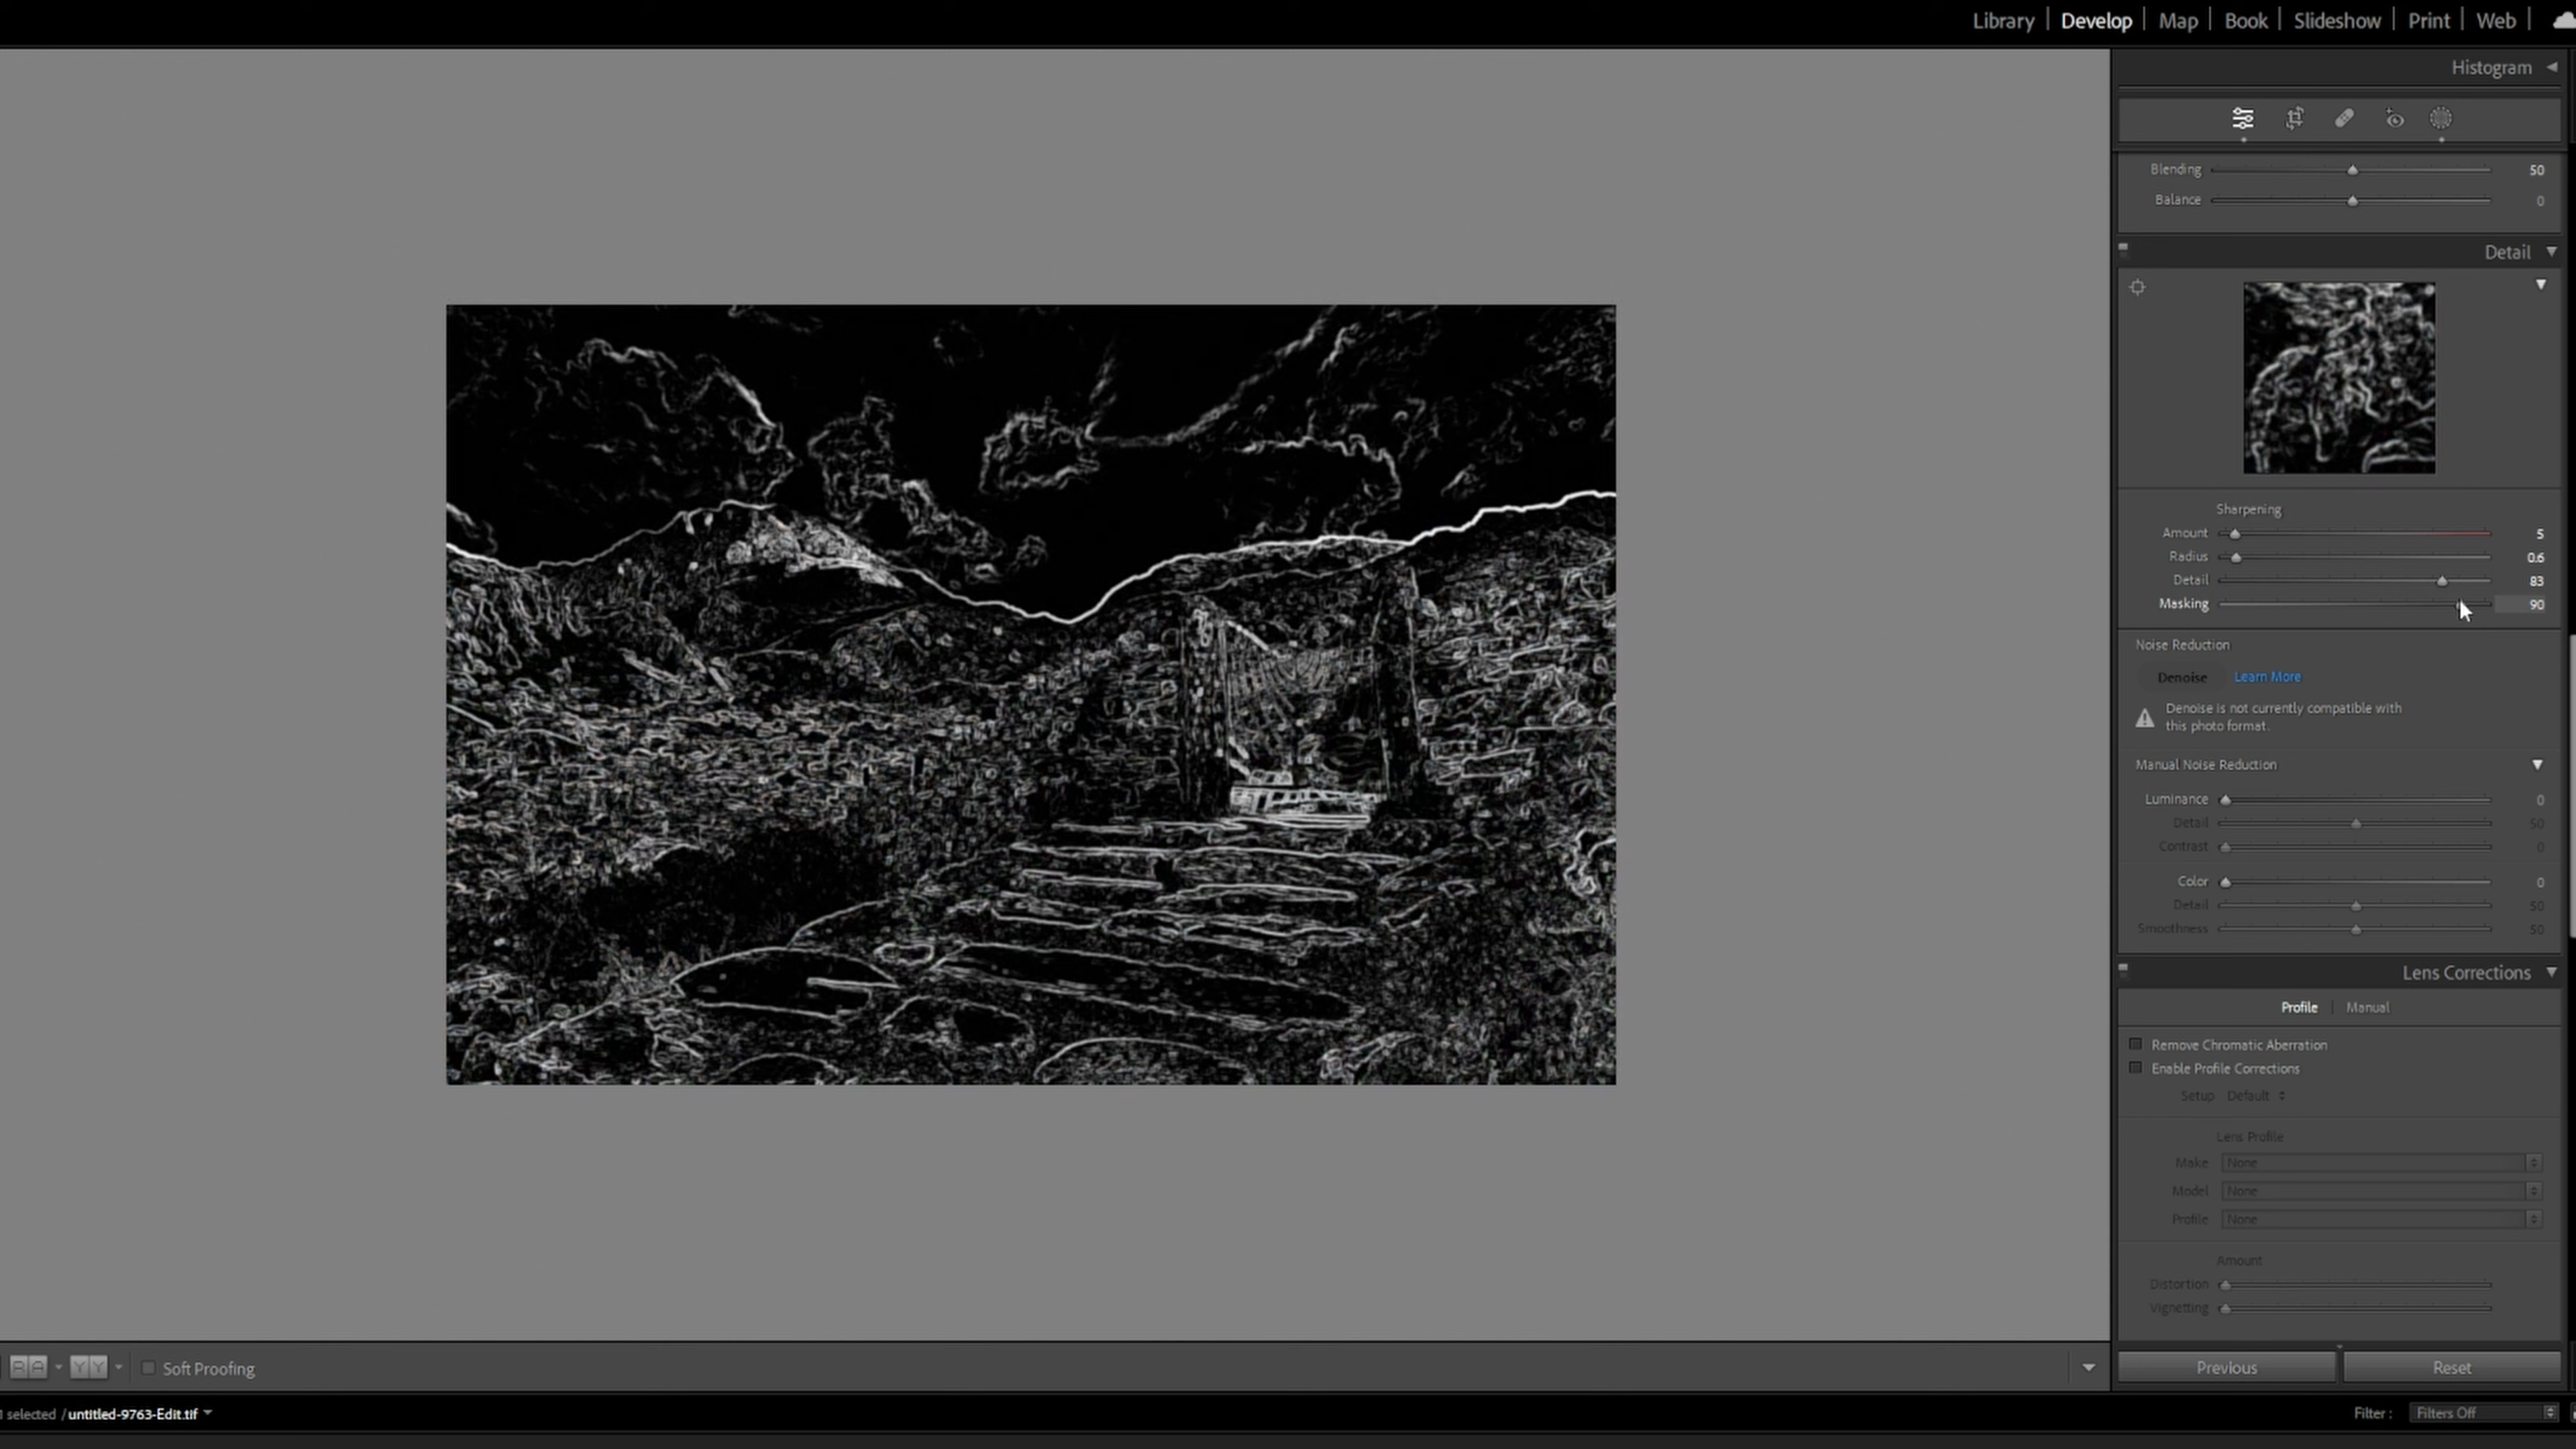 Library | Develop | Map | Book | Slideshow | Print | Web |
Histogram
Blending 50
Balance 0
Detail
Sharpening
Amount 5
Radius 0.6
Detail 83
Masking 90
Noise Reduction
Denoise Learn More
Denoise is not currently compatible with
this photo format.
Manual Noise Reduction
Luminance 0
Detail 50
Contrast 0
Color 0
Detail 50
Smoothness 50
Lens Corrections
Profile | Manual
Remove Chromatic Aberration
Enable Profile Corrections
Setup Default
Lens Profile
Make None
Model None
Profile None
Amount
Distortion
Vignetting
RA YY Soft Proofing
Previous Reset
selected / untitled-9763-Edit.tif
Filter : Filters Off